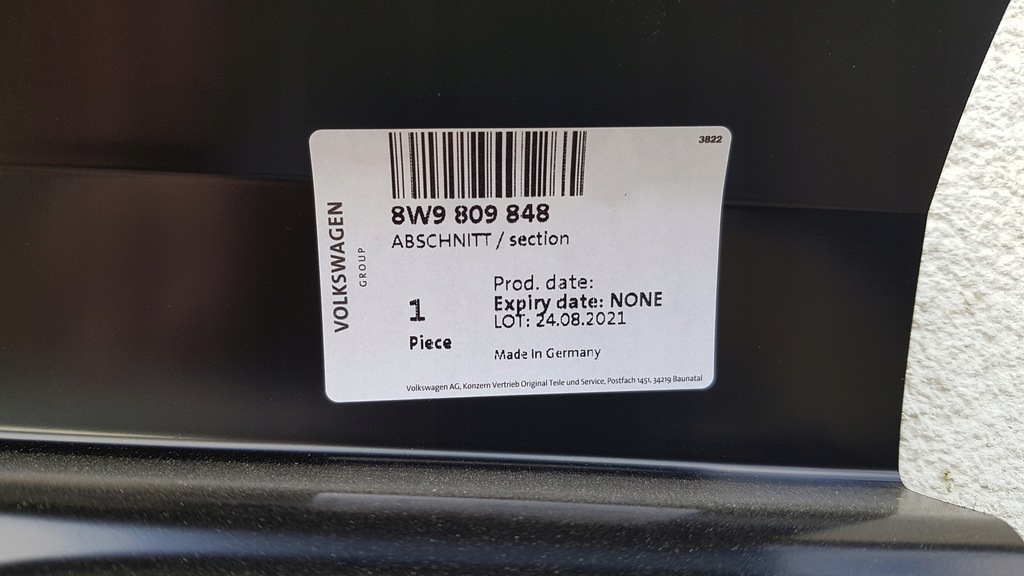 3822
VOLKSWAGEN
GROUP
8W9 809 848
ABSCHNITT / section
1
Piece
Prod. date:
Expiry date: NONE
LOT: 24.08.2021
Made In Germany
Volkswagen AG, Konzern Vertrieb Original Teile und Service, Postfach 1451, 34219 Baunatal